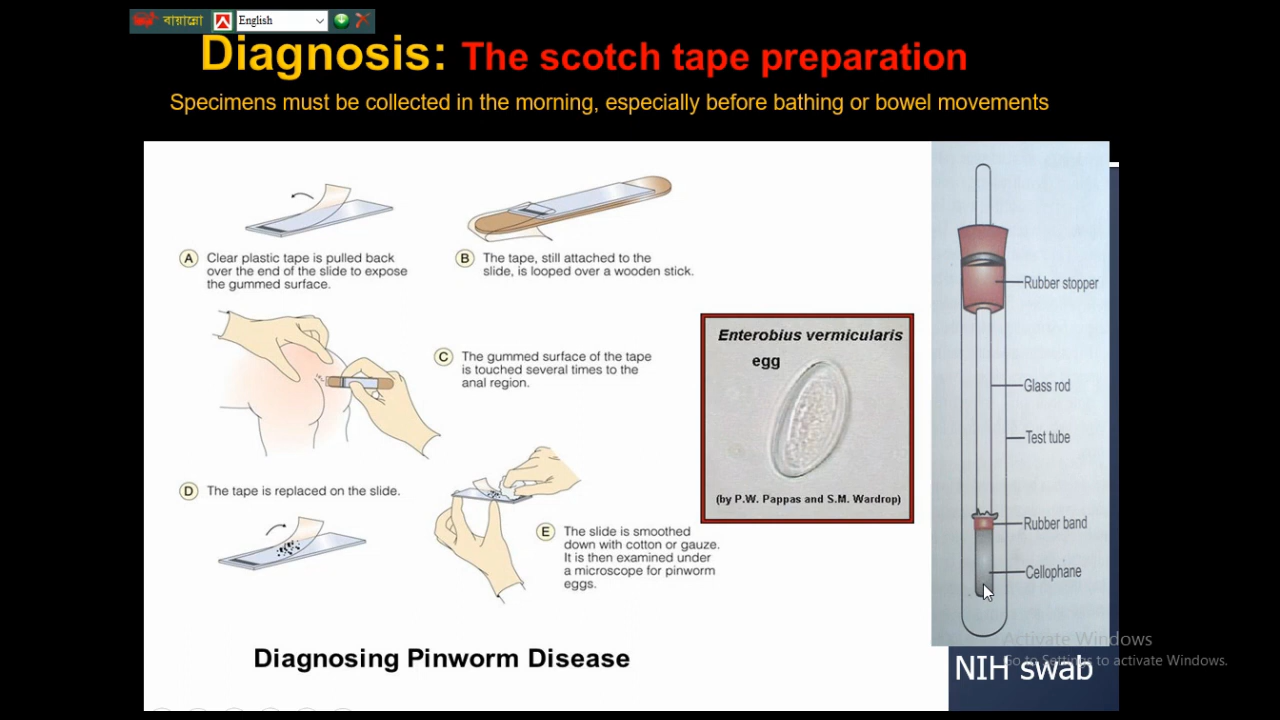 বায়ান্নো English
Diagnosis: The scotch tape preparation
Specimens must be collected in the morning, especially before bathing or bowel movements
A Clear plastic tape is pulled back
over the end of the slide to expose
the gummed surface.
B The tape, still attached to the
slide, is looped over a wooden stick.
C The gummed surface of the tape
is touched several times to the
anal region.
D The tape is replaced on the slide.
E The slide is smoothed
down with cotton or gauze.
It is then examined under
a microscope for pinworm
eggs.
Diagnosing Pinworm Disease
Enterobius vermicularis
egg
(by P.W. Pappas and S.M. Wardrop)
Rubber stopper
Glass rod
Test tube
Rubber band
Cellophane
NIH swab
Activate Windows
Go to Settings to activate Windows.